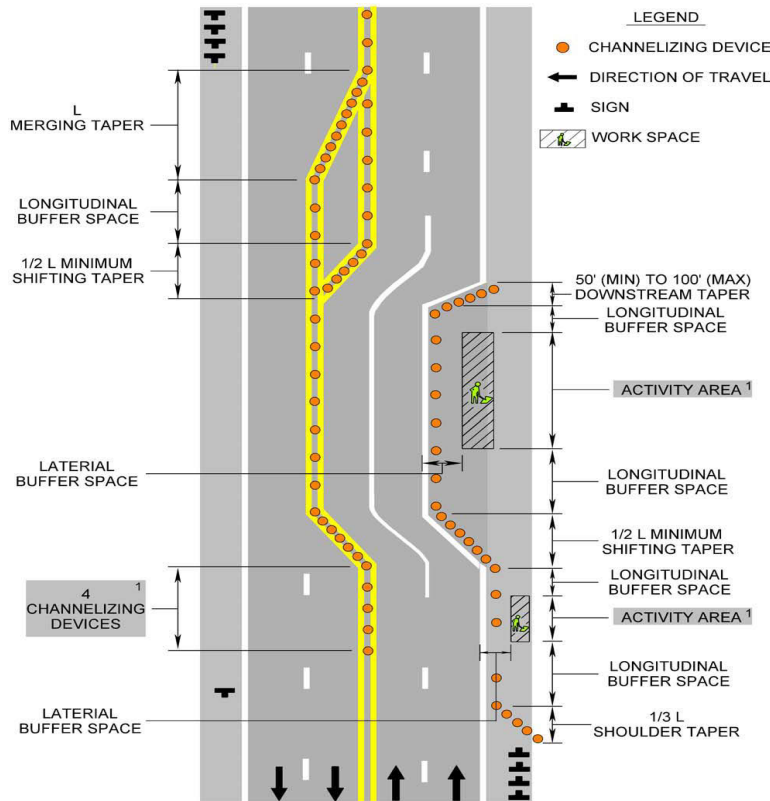 LEGEND
CHANNELIZING DEVICE
DIRECTION OF TRAVEL
SIGN
WORK SPACE
L
MERGING TAPER
LONGITUDINAL
BUFFER SPACE
1/2 L MINIMUM
SHIFTING TAPER
LATERIAL
BUFFER SPACE
4 1
CHANNELIZING
DEVICES
LATERIAL
BUFFER SPACE
50' (MIN) TO 100' (MAX)
DOWNSTREAM TAPER
LONGITUDINAL
BUFFER SPACE
ACTIVITY AREA 1
LONGITUDINAL
BUFFER SPACE
1/2 L MINIMUM
SHIFTING TAPER
LONGITUDINAL
BUFFER SPACE
ACTIVITY AREA 1
LONGITUDINAL
BUFFER SPACE
1/3 L
SHOULDER TAPER